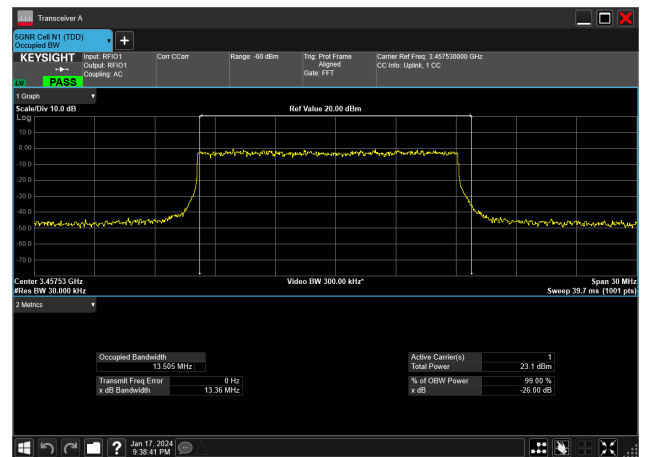 Transceiver A
5GNR Cell N1 (TDD)
Occupied BW
KEYSIGHT
PASS
Input: RFIO1
Output: RFIO1
Coupling: AC
Corr CCorr
Range: -60 dBm
Trig: Prot Frame
Aligned
Gate: FFT
Carrier Ref Freq: 3.457530000 GHz
CC Info: Uplink, 1 CC
1 Graph
Scale/Div 10.0 dB
Ref Value 20.00 dBm
Log
10.0
0.00
-10.0
-20.0
-30.0
-40.0
-50.0
-60.0
-70.0
Center 3.45753 GHz
Video BW 300.00 kHz*
Span 30 MHz
#Res BW 30.000 kHz
Sweep 39.7 ms (1001 pts)
2 Metrics
Occupied Bandwidth
13.505 MHz
Transmit Freq Error 0 Hz
x dB Bandwidth 13.36 MHz
Active Carrier(s) 1
Total Power 23.1 dBm
% of OBW Power 99.00 %
x dB -26.00 dB
Jan 17, 2024
9:38:41 PM